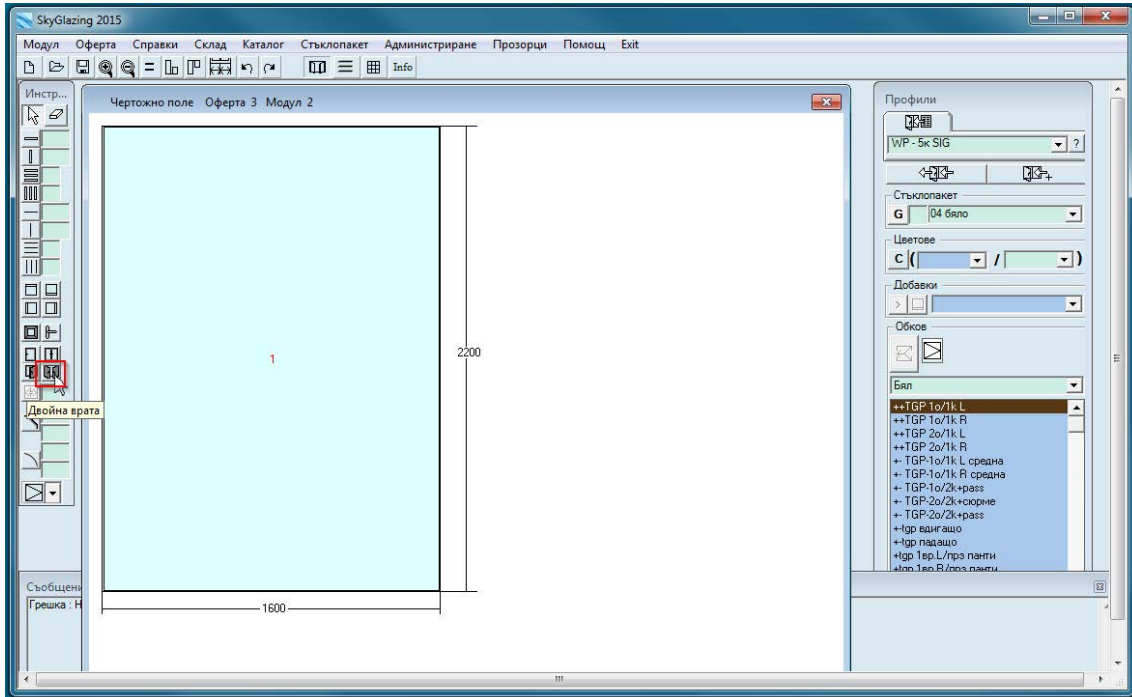 SkyGlazing 2015
Модул Оферта Справки Склад Каталог Стъклопакет Администриране Прозорци Помощ Exit
Info
Инстр...
Чертожно поле Оферта 3 Модул 2
1
2200
1600
Двойна врата
Профили
WP - 5к SIG
?
Стъклопакет
G 04 бяло
Цветове
C ( / )
Добавки
>
Обков
Бял
++TGP 1o/1k L
++TGP 1o/1k R
++TGP 2o/1k L
++TGP 2o/1k R
+- TGP-1o/1k L средна
+- TGP-1o/1k R средна
+- TGP-1o/2k+pass
+- TGP-2o/2k+сюрме
+- TGP-2o/2k+pass
+-tgp вдигащо
+-tgp падащо
+tgp 1вр.L/прз панти
+tgp 1вр.R/прз панти
Съобщени
Грешка : Н